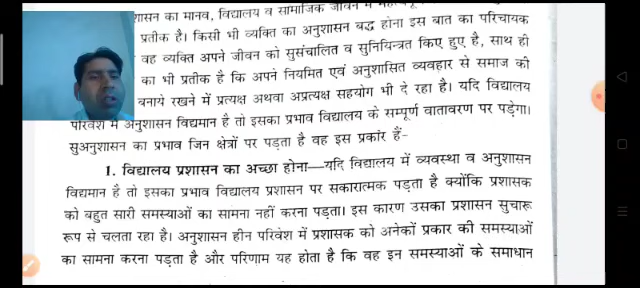 शासन का मानव, विद्यालय व सामाजिक जीवन में
प्रतीक है। किसी भी व्यक्ति का अनुशासन बद्ध होना इस बात का परिचायक
वह व्यक्ति अपने जीवन को सुसंचालित व सुनियन्त्रत किए हुए है, साथ ही
का भी प्रतीक है कि अपने नियमित एवं अनुशासित व्यवहार से समाज की
बनाये रखने में प्रत्यक्ष अथवा अप्रत्यक्ष सहयोग भी दे रहा है। यदि विद्यालय
परिवेश में अनुशासन विद्यमान है तो इसका प्रभाव विद्यालय के सम्पूर्ण वातावरण पर पड़ेगा।
सुअनुशासन का प्रभाव जिन क्षेत्रों पर पड़ता है वह इस प्रकार हैं-
1. विद्यालय प्रशासन का अच्छा होना—यदि विद्यालय में व्यवस्था व अनुशासन
विद्यमान है तो इसका प्रभाव विद्यालय प्रशासन पर सकारात्मक पड़ता है क्योंकि प्रशासक
को बहुत सारी समस्याओं का सामना नहीं करना पड़ता। इस कारण उसका प्रशासन सुचारू
रूप से चलता रहा है। अनुशासन हीन परिवेश में प्रशासक को अनेकों प्रकार की समस्याओं
का सामना करना पड़ता है और परिणाम यह होता है कि वह इन समस्याओं के समाधान